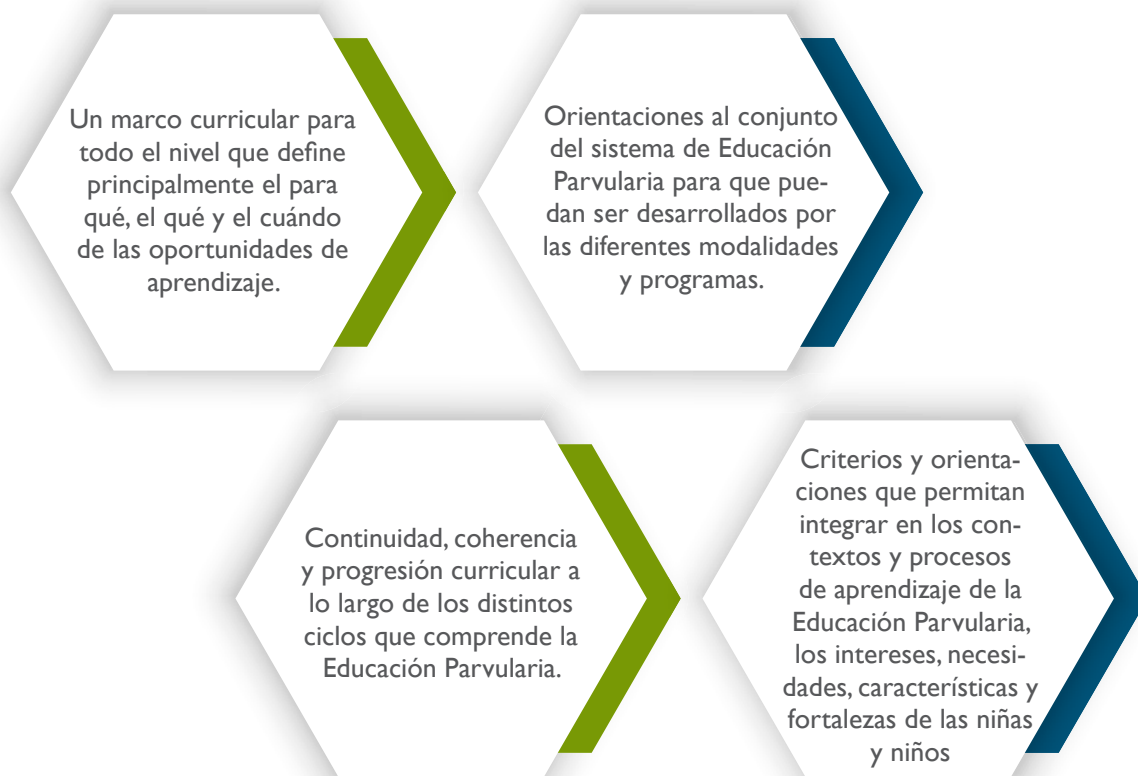 Un marco curricular para
todo el nivel que define
principalmente el para
qué, el qué y el cuándo
de las oportunidades de
aprendizaje.
Orientaciones al conjunto
del sistema de Educación
Parvularia para que pue-
dan ser desarrollados por
las diferentes modalidades
y programas.
Continuidad, coherencia
y progresión curricular a
lo largo de los distintos
ciclos que comprende la
Educación Parvularia.
Criterios y orienta-
ciones que permitan
integrar en los con-
textos y procesos
de aprendizaje de la
Educación Parvularia,
los intereses, necesi-
dades, características y
fortalezas de las niñas
y niños